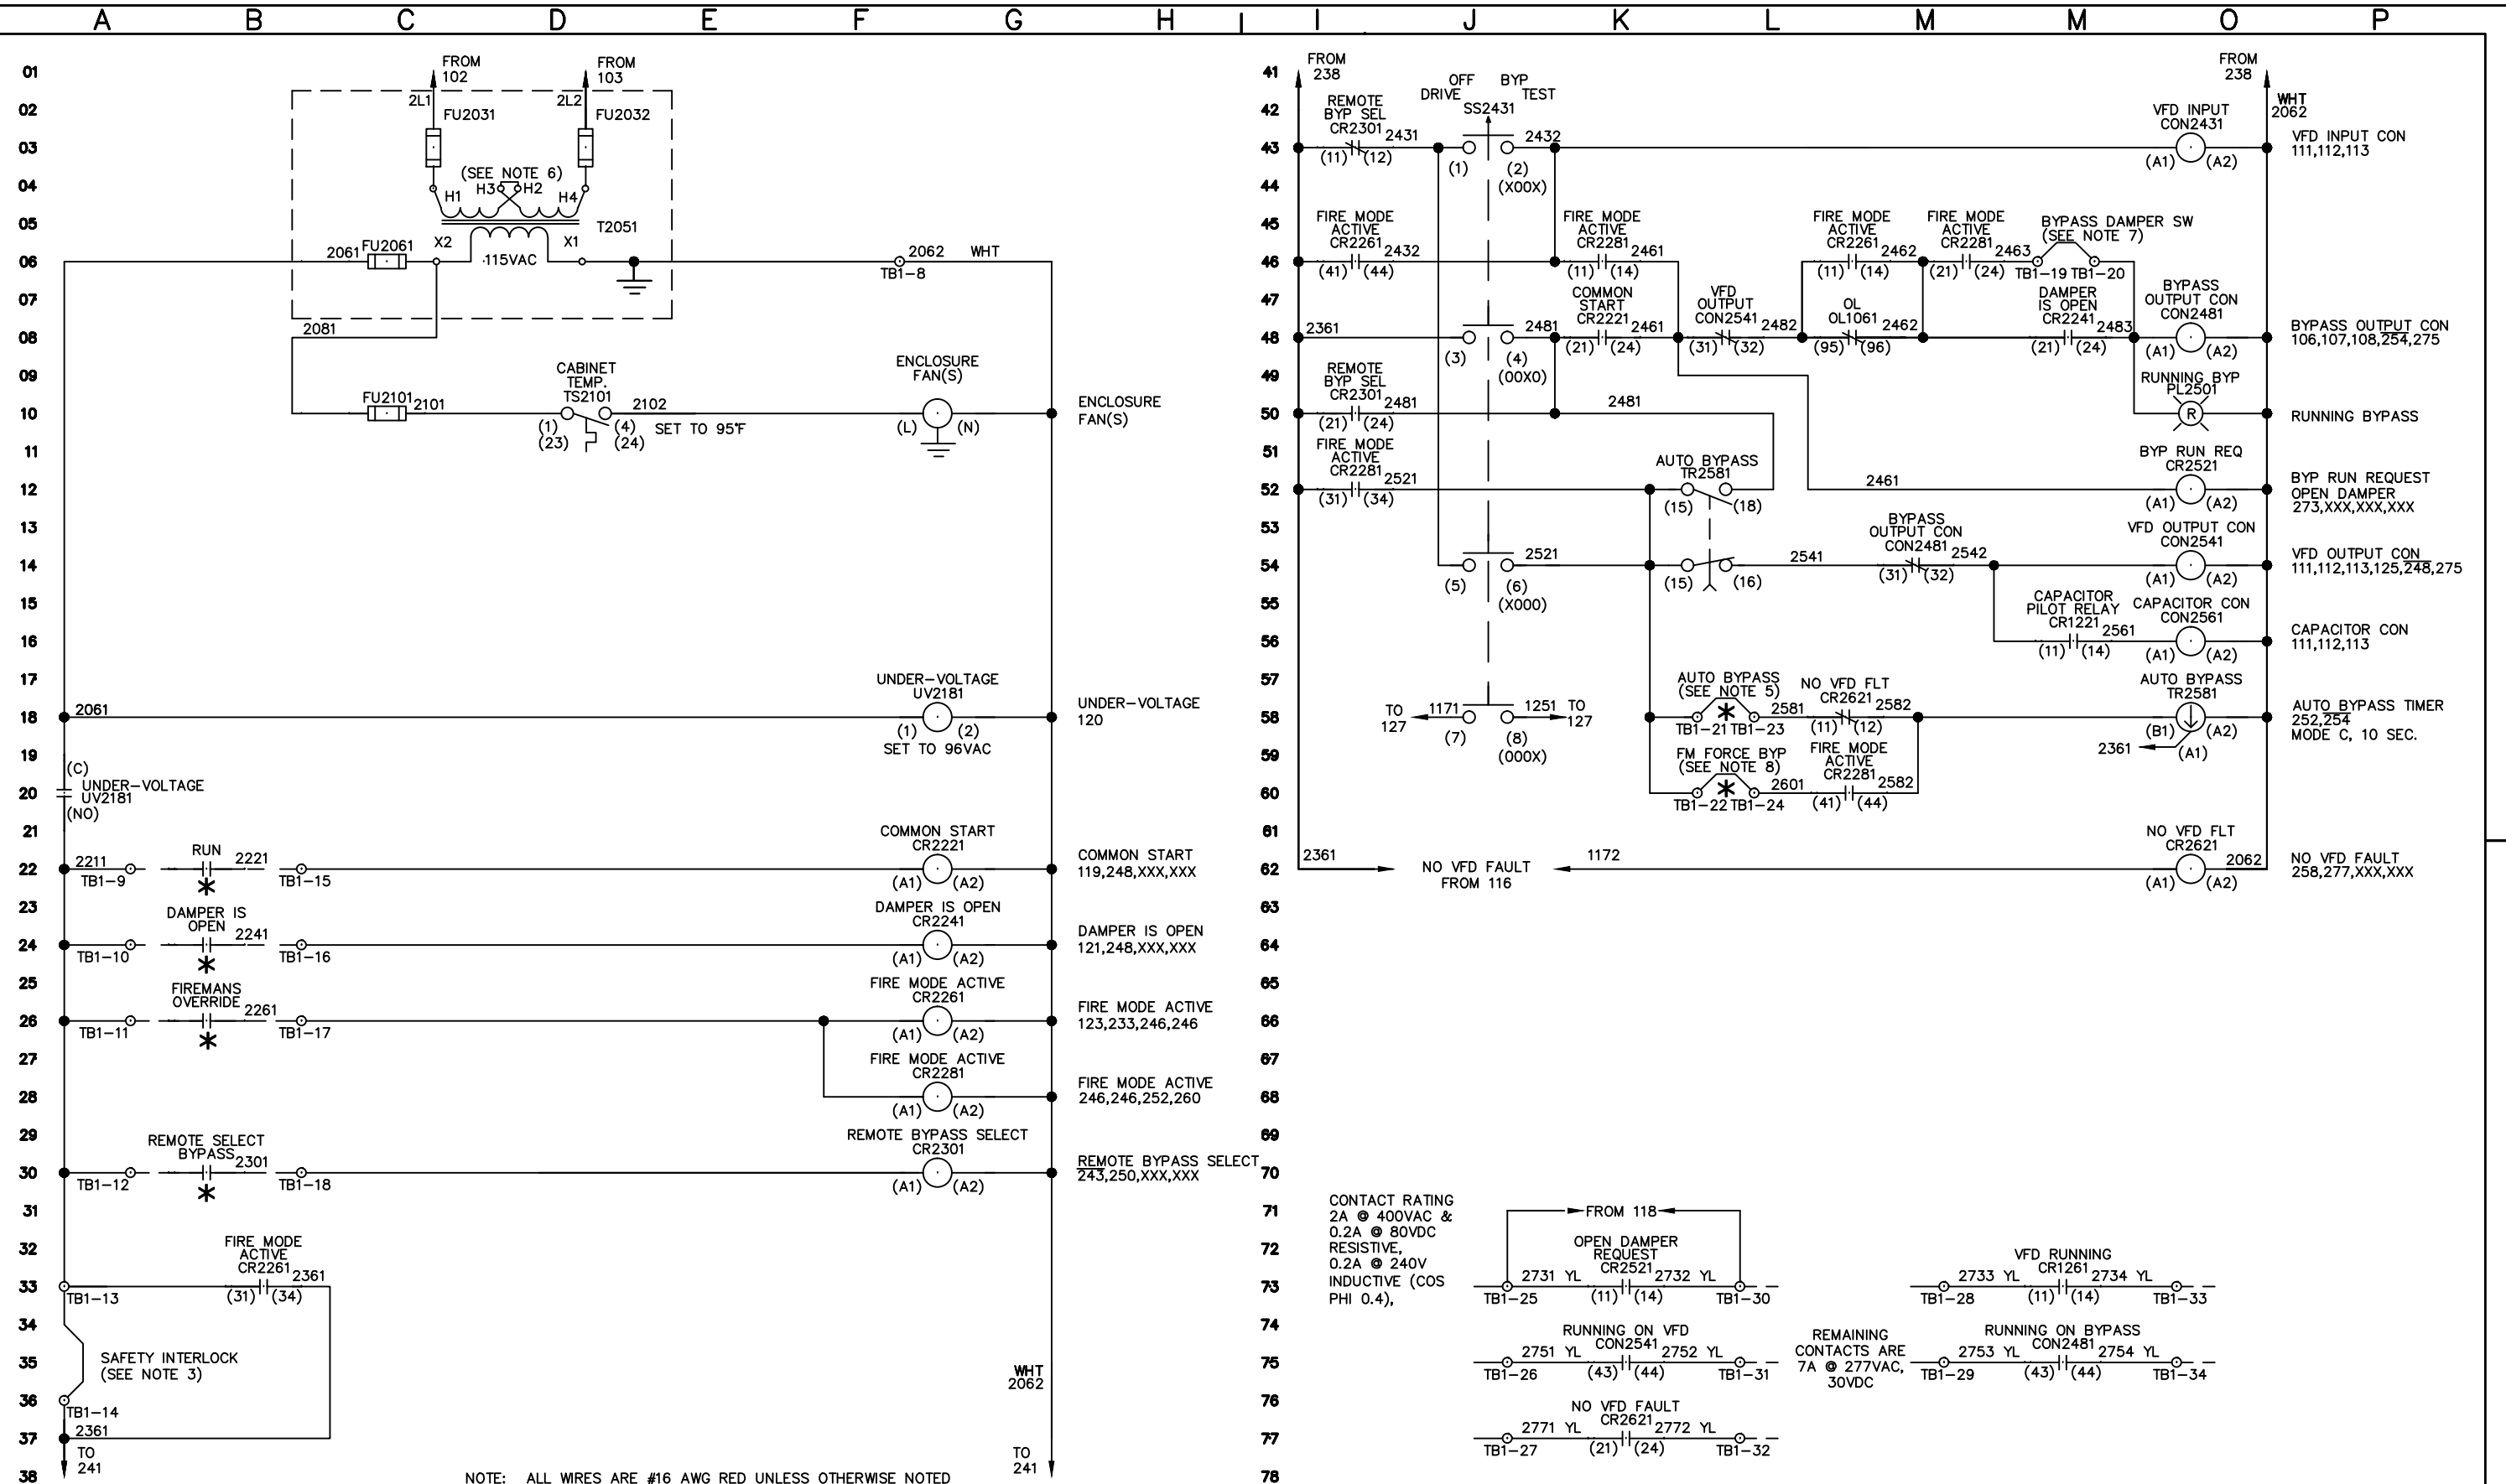 A B C D E F G H I J K L M M O P
01
FROM
102
FROM
103
2L1
2L2
02
FU2031
FU2032
03
(SEE NOTE 6)
04
H1 H3 H2 H4
05
T2051
2061 FU2061 X2 X1
06
115VAC
2062 WHT
TB1-8
07
2081
08
CABINET
TEMP.
TS2101
ENCLOSURE
FAN(S)
09
FU2101 2101
2102
10
(1) (4)
(23) (24)
SET TO 95°F
(L) (N)
ENCLOSURE
FAN(S)
11
12
13
14
15
16
17
UNDER-VOLTAGE
UV2181
2061
18
(1) (2)
SET TO 96VAC
UNDER-VOLTAGE
120
19
(C)
UNDER-VOLTAGE
UV2181
20
(NO)
21
COMMON START
CR2221
2211 RUN 2221
22
TB1-9 * TB1-15
(A1) (A2)
COMMON START
119,248,XXX,XXX
23
DAMPER IS
OPEN
2241
DAMPER IS OPEN
CR2241
24
TB1-10 * TB1-16
(A1) (A2)
DAMPER IS OPEN
121,248,XXX,XXX
25
FIREMANS
OVERRIDE
2261
FIRE MODE ACTIVE
CR2261
26
TB1-11 * TB1-17
(A1) (A2)
FIRE MODE ACTIVE
123,233,246,246
27
FIRE MODE ACTIVE
CR2281
28
(A1) (A2)
FIRE MODE ACTIVE
246,246,252,260
29
REMOTE SELECT
BYPASS
2301
REMOTE BYPASS SELECT
CR2301
30
TB1-12 * TB1-18
(A1) (A2)
REMOTE BYPASS SELECT
243,250,XXX,XXX
31
32
FIRE MODE
ACTIVE
CR2261
2361
33
TB1-13
(31) (34)
34
35
SAFETY INTERLOCK
(SEE NOTE 3)
WHT
2062
36
TB1-14
2361
37
TO
241
TO
241
38
NOTE: ALL WIRES ARE #16 AWG RED UNLESS OTHERWISE NOTED
41
FROM
238
OFF BYP
DRIVE TEST
SS2431
FROM
238
42
REMOTE
BYP SEL
CR2301
2431
2432
VFD INPUT
CON2431
WHT
2062
43
(11) (12)
(1) (2)
(X00X)
(A1) (A2)
VFD INPUT CON
111,112,113
44
45
FIRE MODE
ACTIVE
CR2261
2432
FIRE MODE
ACTIVE
CR2281
2461
FIRE MODE
ACTIVE
CR2261
2462
FIRE MODE
ACTIVE
CR2281
2463
BYPASS DAMPER SW
(SEE NOTE 7)
46
(41) (44)
(11) (14)
(11) (14)
(21) (24)
TB1-19 TB1-20
47
2361
2481
COMMON
START
CR2221
2461
VFD
OUTPUT
CON2541
2482
OL
OL1061
2462
DAMPER
IS OPEN
CR2241
2483
BYPASS
OUTPUT CON
CON2481
48
(3) (4)
(00X0)
(21) (24)
(31) (32)
(95) (96)
(21) (24)
(A1) (A2)
BYPASS OUTPUT CON
106,107,108,254,275
49
REMOTE
BYP SEL
CR2301
2481
2481
RUNNING BYP
PL2501
R
50
(21) (24)
RUNNING BYPASS
51
FIRE MODE
ACTIVE
CR2281
2521
AUTO BYPASS
TR2581
2461
BYP RUN REQ
CR2521
52
(31) (34)
(15) (18)
(A1) (A2)
BYP RUN REQUEST
OPEN DAMPER
273,XXX,XXX,XXX
53
2521
2541
BYPASS
OUTPUT CON
CON2481
2542
VFD OUTPUT CON
CON2541
54
(5) (6)
(X000)
(15) (16)
(31) (32)
(A1) (A2)
VFD OUTPUT CON
111,112,113,125,248,275
55
CAPACITOR
PILOT RELAY
CR1221
2561
CAPACITOR CON
CON2561
56
(11) (14)
(A1) (A2)
CAPACITOR CON
111,112,113
57
TO
127
1171
1251
TO
127
AUTO BYPASS
(SEE NOTE 5)
2581
NO VFD FLT
CR2621
2582
AUTO BYPASS
TR2581
58
(7) (8)
(000X)
*
TB1-21 TB1-23
(11) (12)
(B1) (A2)
AUTO BYPASS TIMER
252,254
MODE C, 10 SEC.
59
2361
(A1)
FM FORCE BYP
(SEE NOTE 8)
2601
FIRE MODE
ACTIVE
CR2281
2582
60
*
TB1-22 TB1-24
(41) (44)
61
2361
NO VFD FAULT
FROM 116
1172
NO VFD FLT
CR2621
2062
62
(A1) (A2)
NO VFD FAULT
258,277,XXX,XXX
63
64
65
66
67
68
69
70
71
CONTACT RATING
2A @ 400VAC &
0.2A @ 80VDC
RESISTIVE,
0.2A @ 240V
INDUCTIVE (COS
PHI 0.4),
FROM 118
72
OPEN DAMPER
REQUEST
CR2521
2731 YL 2732 YL
VFD RUNNING
CR1261
2733 YL 2734 YL
73
TB1-25 (11) (14) TB1-30
TB1-28 (11) (14) TB1-33
74
RUNNING ON VFD
CON2541
2751 YL 2752 YL
REMAINING
CONTACTS ARE
7A @ 277VAC,
30VDC
RUNNING ON BYPASS
CON2481
2753 YL 2754 YL
75
TB1-26 (43) (44) TB1-31
TB1-29 (43) (44) TB1-34
76
NO VFD FAULT
CR2621
2771 YL 2772 YL
77
TB1-27 (21) (24) TB1-32
78